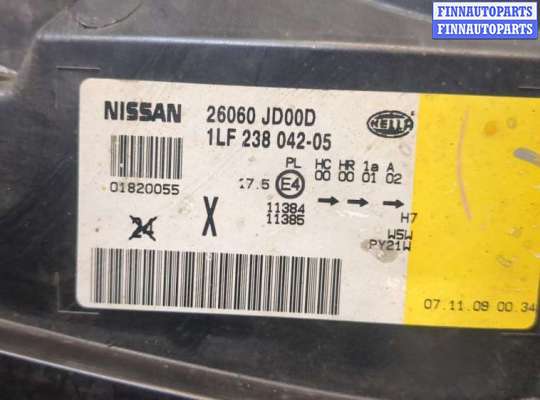 FINNAUTOPARTS
FINNAUTOPARTS
NISSAN
26060 JD00D
1LF 238 042-05
HELLA
PL HC HR 1a A
00 00 01 02
17.5 E4
01820055
11384
11385
H7
W5W
PY21W
24 X
07.11.09 00.34